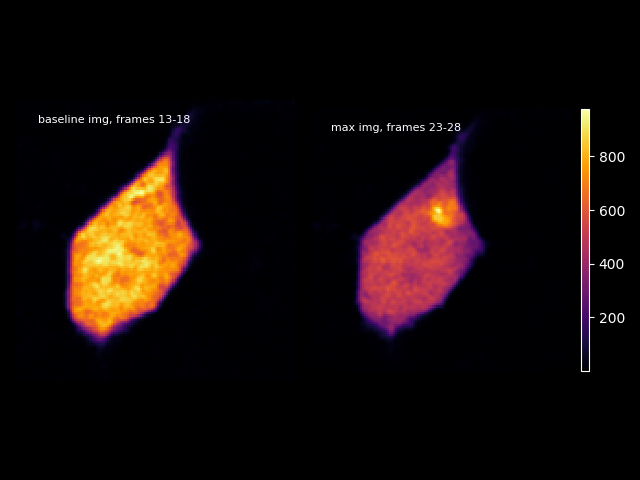 baseline img, frames 13-18
max img, frames 23-28
800
600
400
200